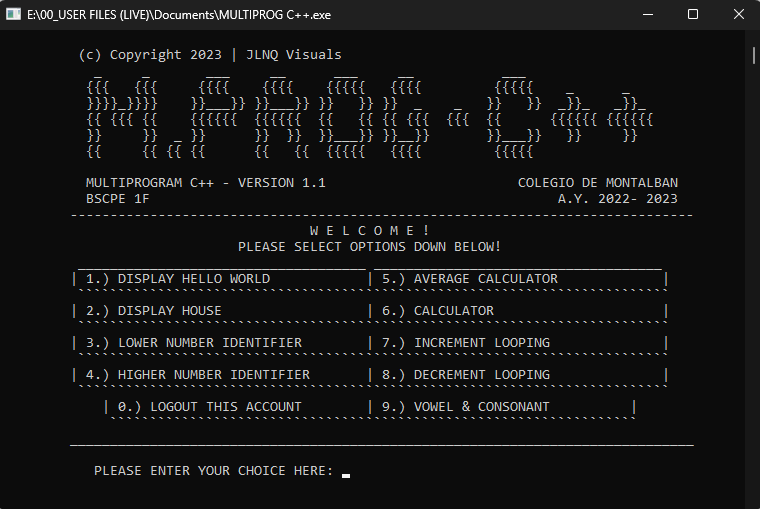 E:\00_USER FILES (LIVE)\Documents\MULTIPROG C++.exe
(c) Copyright 2023 | JLNQ Visuals
M.PROG. C++
MULTIPROGRAM C++ - VERSION 1.1 COLEGIO DE MONTALBAN
BSCPE 1F A.Y. 2022- 2023
W E L C O M E !
PLEASE SELECT OPTIONS DOWN BELOW!
| 1.) DISPLAY HELLO WORLD | 5.) AVERAGE CALCULATOR |
| 2.) DISPLAY HOUSE | 6.) CALCULATOR |
| 3.) LOWER NUMBER IDENTIFIER | 7.) INCREMENT LOOPING |
| 4.) HIGHER NUMBER IDENTIFIER | 8.) DECREMENT LOOPING |
| 0.) LOGOUT THIS ACCOUNT | 9.) VOWEL & CONSONANT |
PLEASE ENTER YOUR CHOICE HERE: